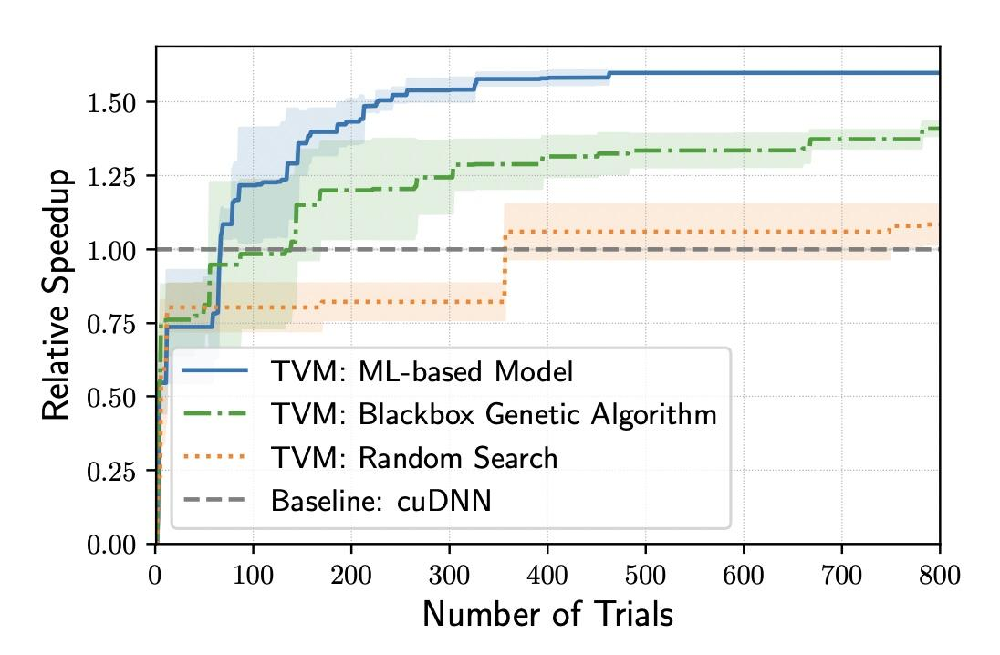 Relative Speedup
1.50
1.25
1.00
0.75
0.50
0.25
0.00
TVM: ML-based Model
TVM: Blackbox Genetic Algorithm
TVM: Random Search
Baseline: cuDNN
0 100 200 300 400 500 600 700 800
Number of Trials